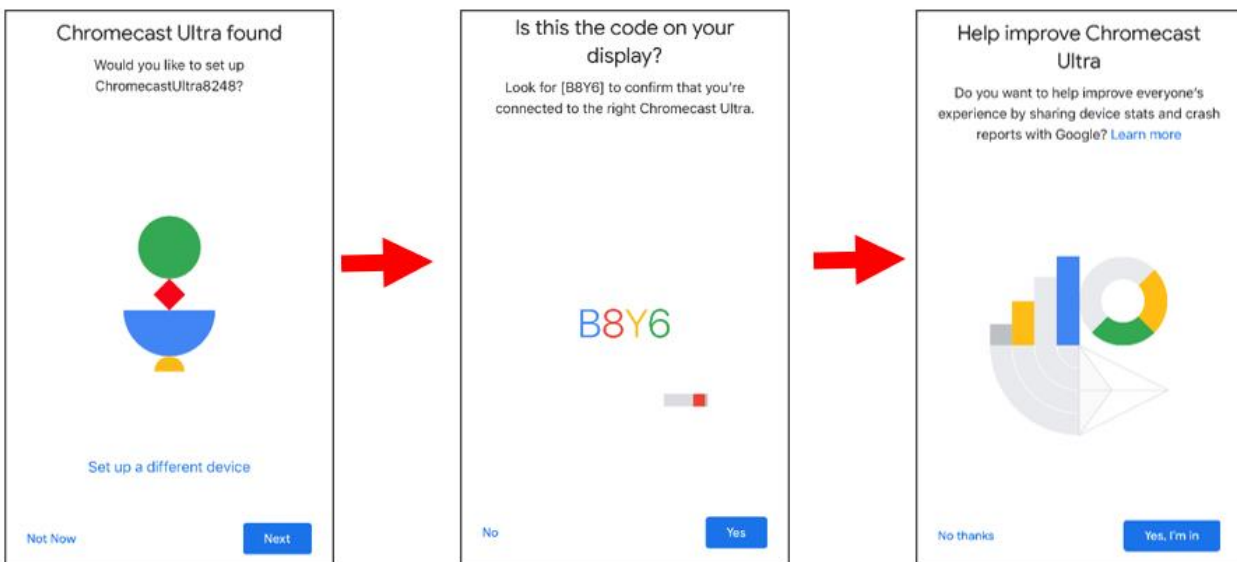 Chromecast Ultra found
Would you like to set up
ChromecastUltra8248?
Set up a different device
Not Now
Next
Is this the code on your
display?
Look for [B8Y6] to confirm that you're
connected to the right Chromecast Ultra.
B8Y6
No
Yes
Help improve Chromecast
Ultra
Do you want to help improve everyone's
experience by sharing device stats and crash
reports with Google? Learn more
No thanks
Yes, I'm in